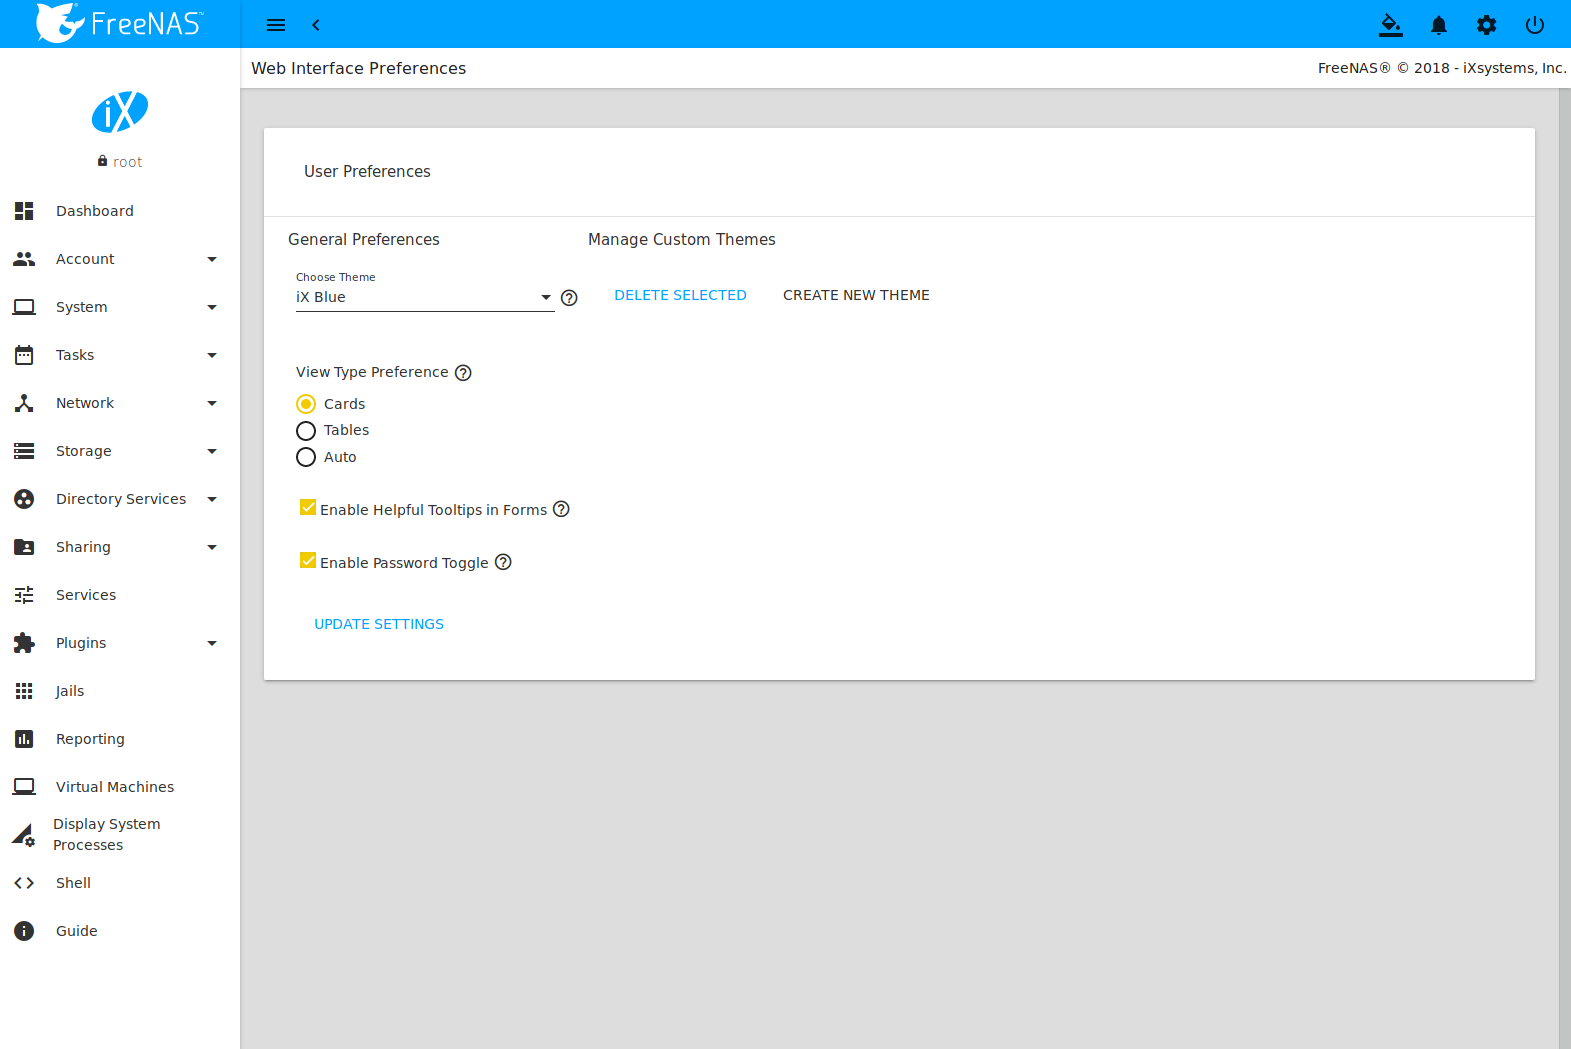 FreeNAS™
Web Interface Preferences
FreeNAS® © 2018 - iXsystems, Inc.
iX
root
Dashboard
Account
System
Tasks
Network
Storage
Directory Services
Sharing
Services
Plugins
Jails
Reporting
Virtual Machines
Display System
Processes
Shell
Guide
User Preferences
General Preferences
Manage Custom Themes
Choose Theme
iX Blue
DELETE SELECTED
CREATE NEW THEME
View Type Preference
Cards
Tables
Auto
Enable Helpful Tooltips in Forms
Enable Password Toggle
UPDATE SETTINGS